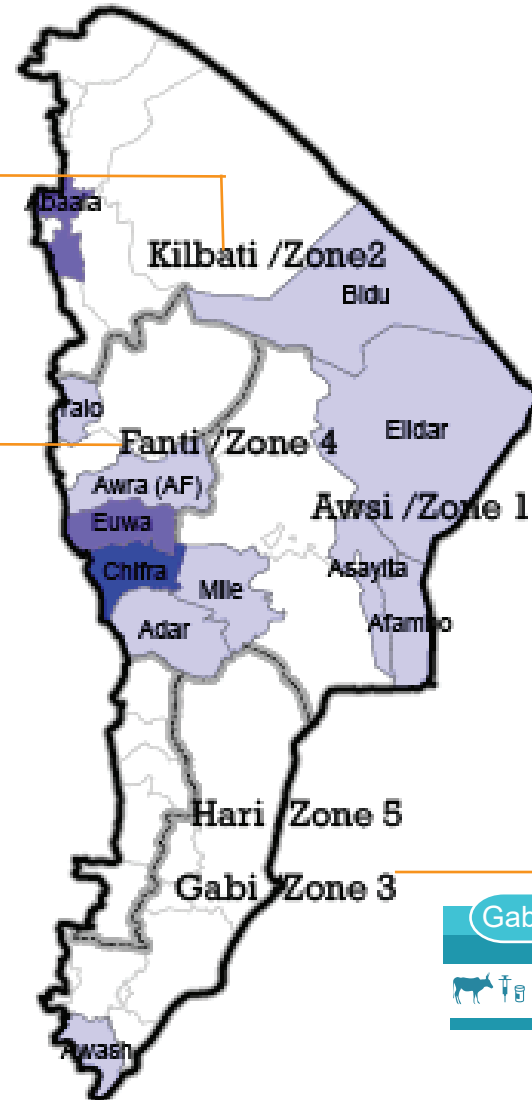 Abaala
Kilbati /Zone2
Bidu
Yalo
Elidar
Fanti /Zone 4
Awra (AF)
Awsi /Zone 1
Euwa
Chifra
Asayita
Mile
Afambo
Adar
Hari /Zone 5
Gabi /Zone 3
Gab
Awash